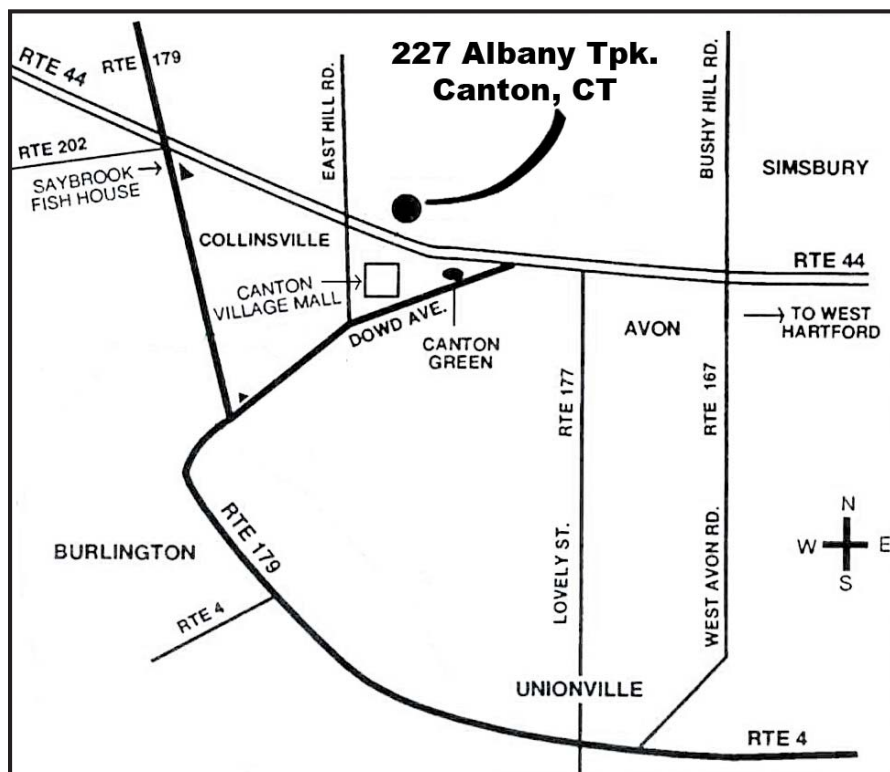 227 Albany Tpk.
Canton, CT
RTE 44
RTE 179
EAST HILL RD.
BUSHY HILL RD.
RTE 202
SAYBROOK
FISH HOUSE
SIMSBURY
COLLINSVILLE
RTE 44
CANTON
VILLAGE MALL
DOWD AVE.
CANTON
GREEN
AVON
TO WEST
HARTFORD
RTE 177
RTE 167
RTE 179
BURLINGTON
LOVELY ST.
WEST AVON RD.
N
W
E
S
RTE 4
UNIONVILLE
RTE 4